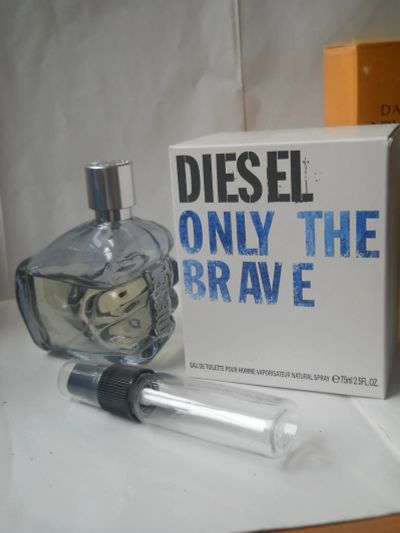 DIESEL
ONLY THE
BRAVE
EAU DE TOILETTE POUR HOMME VAPORISATEUR NATURAL SPRAY ℮ 75ml 2.5FL.OZ.